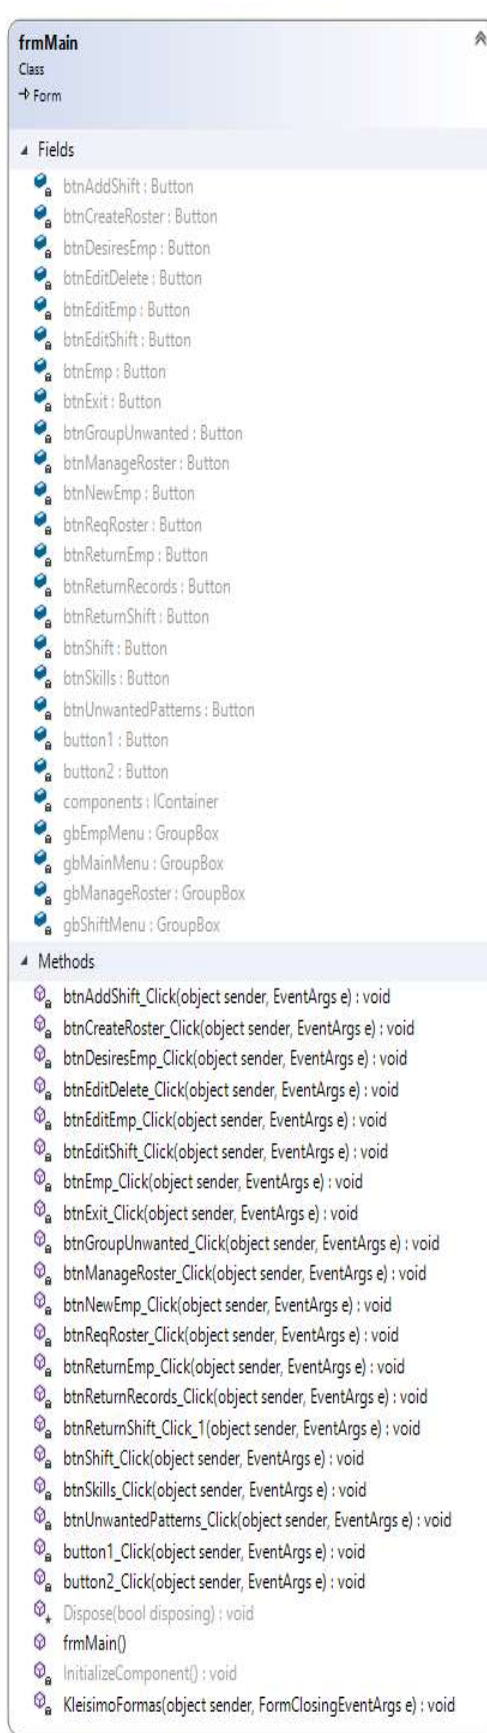 frmMain
Class
Form
Fields
btnAddShift : Button
btnCreateRoster : Button
btnDesiresEmp : Button
btnEditDelete : Button
btnEditEmp : Button
btnEditShift : Button
btnEmp : Button
btnExit : Button
btnGroupUnwanted : Button
btnManageRoster : Button
btnNewEmp : Button
btnReqRoster : Button
btnReturnEmp : Button
btnReturnRecords : Button
btnReturnShift : Button
btnShift : Button
btnSkills : Button
btnUnwantedPatterns : Button
button1 : Button
button2 : Button
components : IContainer
gbEmpMenu : GroupBox
gbMainMenu : GroupBox
gbManageRoster : GroupBox
gbShiftMenu : GroupBox
Methods
btnAddShift_Click(object sender, EventArgs e) : void
btnCreateRoster_Click(object sender, EventArgs e) : void
btnDesiresEmp_Click(object sender, EventArgs e) : void
btnEditDelete_Click(object sender, EventArgs e) : void
btnEditEmp_Click(object sender, EventArgs e) : void
btnEditShift_Click(object sender, EventArgs e) : void
btnEmp_Click(object sender, EventArgs e) : void
btnExit_Click(object sender, EventArgs e) : void
btnGroupUnwanted_Click(object sender, EventArgs e) : void
btnManageRoster_Click(object sender, EventArgs e) : void
btnNewEmp_Click(object sender, EventArgs e) : void
btnReqRoster_Click(object sender, EventArgs e) : void
btnReturnEmp_Click(object sender, EventArgs e) : void
btnReturnRecords_Click(object sender, EventArgs e) : void
btnReturnShift_Click_1(object sender, EventArgs e) : void
btnShift_Click(object sender, EventArgs e) : void
btnSkills_Click(object sender, EventArgs e) : void
btnUnwantedPatterns_Click(object sender, EventArgs e) : void
button1_Click(object sender, EventArgs e) : void
button2_Click(object sender, EventArgs e) : void
Dispose(bool disposing) : void
frmMain()
InitializeComponent() : void
KleisimoFormas(object sender, FormClosingEventArgs e) : void